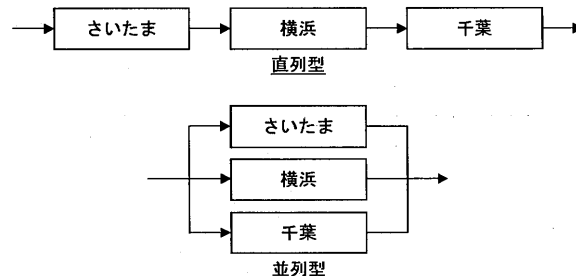 さいたま 横浜 千葉
直列型
さいたま
横浜
千葉
並列型